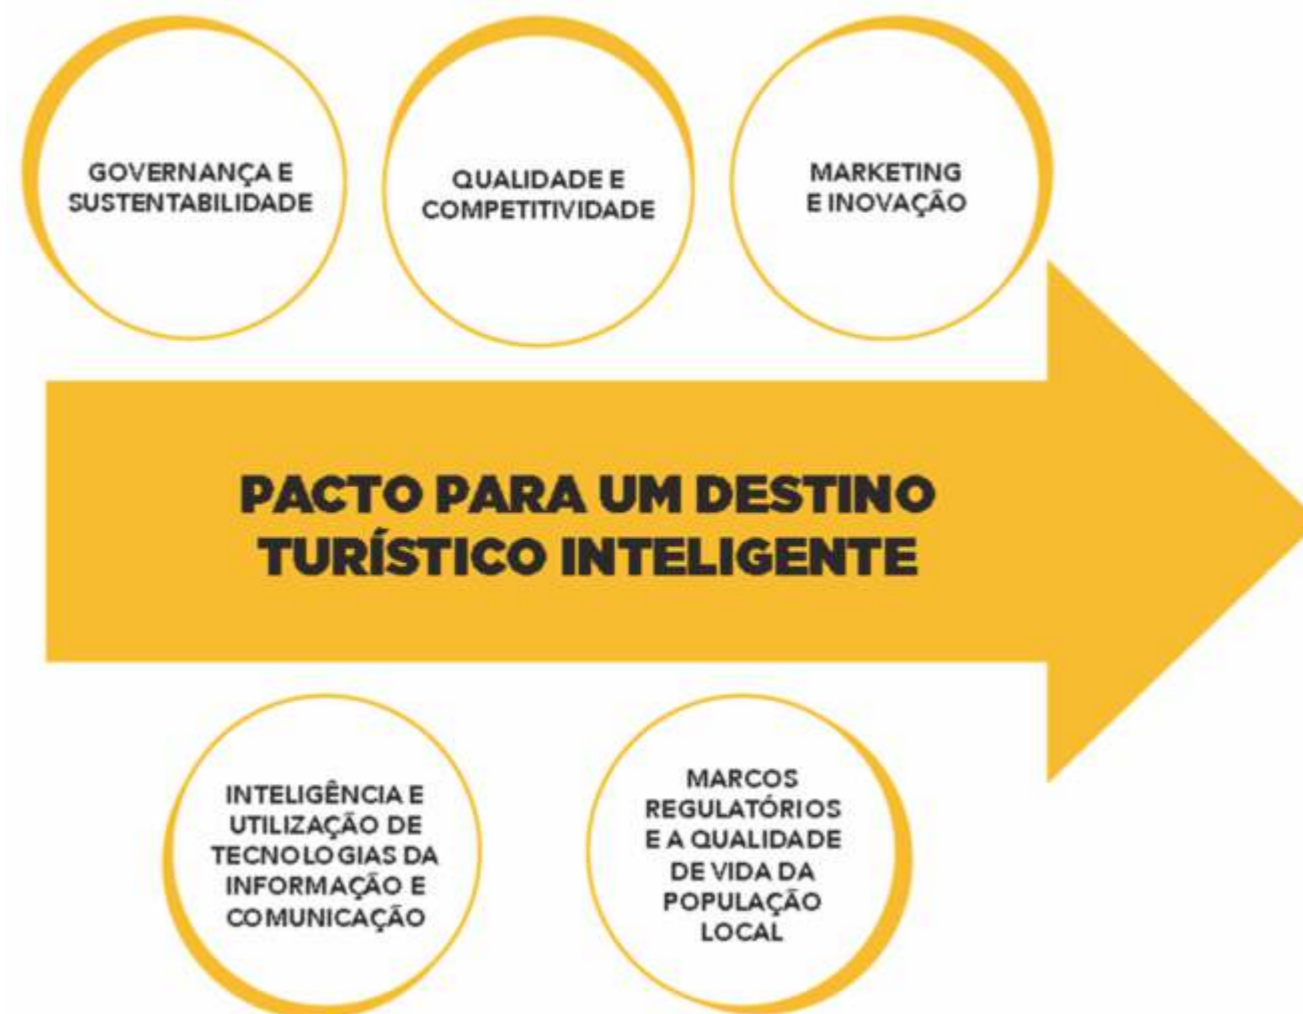 GOVERNANÇA E
SUSTENTABILIDADE
QUALIDADE E
COMPETITIVIDADE
MARKETING
E INOVAÇÃO
PACTO PARA UM DESTINO
TURÍSTICO INTELIGENTE
INTELIGÊNCIA E
UTILIZAÇÃO DE
TECNOLOGIAS DA
INFORMAÇÃO E
COMUNICAÇÃO
MARCOS
REGULATÓRIOS
E A QUALIDADE
DE VIDA DA
POPULAÇÃO
LOCAL